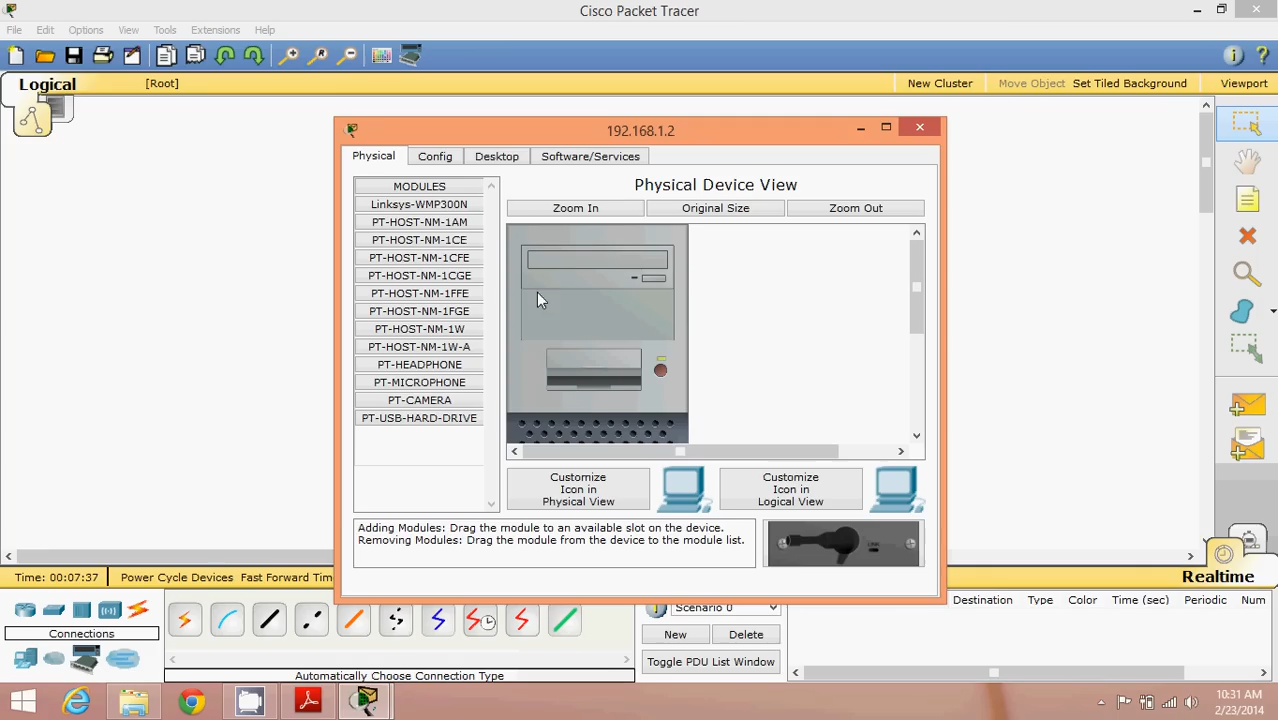 Cisco Packet Tracer
File Edit Options View Tools Extensions Help
Logical
[Root]
New Cluster
Move Object
Set Tiled Background
Viewport
192.168.1.2
Physical
Config
Desktop
Software/Services
MODULES
Linksys-WMP300N
PT-HOST-NM-1AM
PT-HOST-NM-1CE
PT-HOST-NM-1CFE
PT-HOST-NM-1CGE
PT-HOST-NM-1FFE
PT-HOST-NM-1FGE
PT-HOST-NM-1W
PT-HOST-NM-1W-A
PT-HEADPHONE
PT-MICROPHONE
PT-CAMERA
PT-USB-HARD-DRIVE
Physical Device View
Zoom In
Original Size
Zoom Out
Customize
Icon in
Physical View
Customize
Icon in
Logical View
Adding Modules: Drag the module to an available slot on the device.
Removing Modules: Drag the module from the device to the module list.
Time: 00:07:37
Power Cycle Devices
Fast Forward Tim
Realtime
Connections
Automatically Choose Connection Type
Scenario 0
New
Delete
Toggle PDU List Window
Destination
Type
Color
Time (sec)
Periodic
Num
10:31 AM
2/23/2014